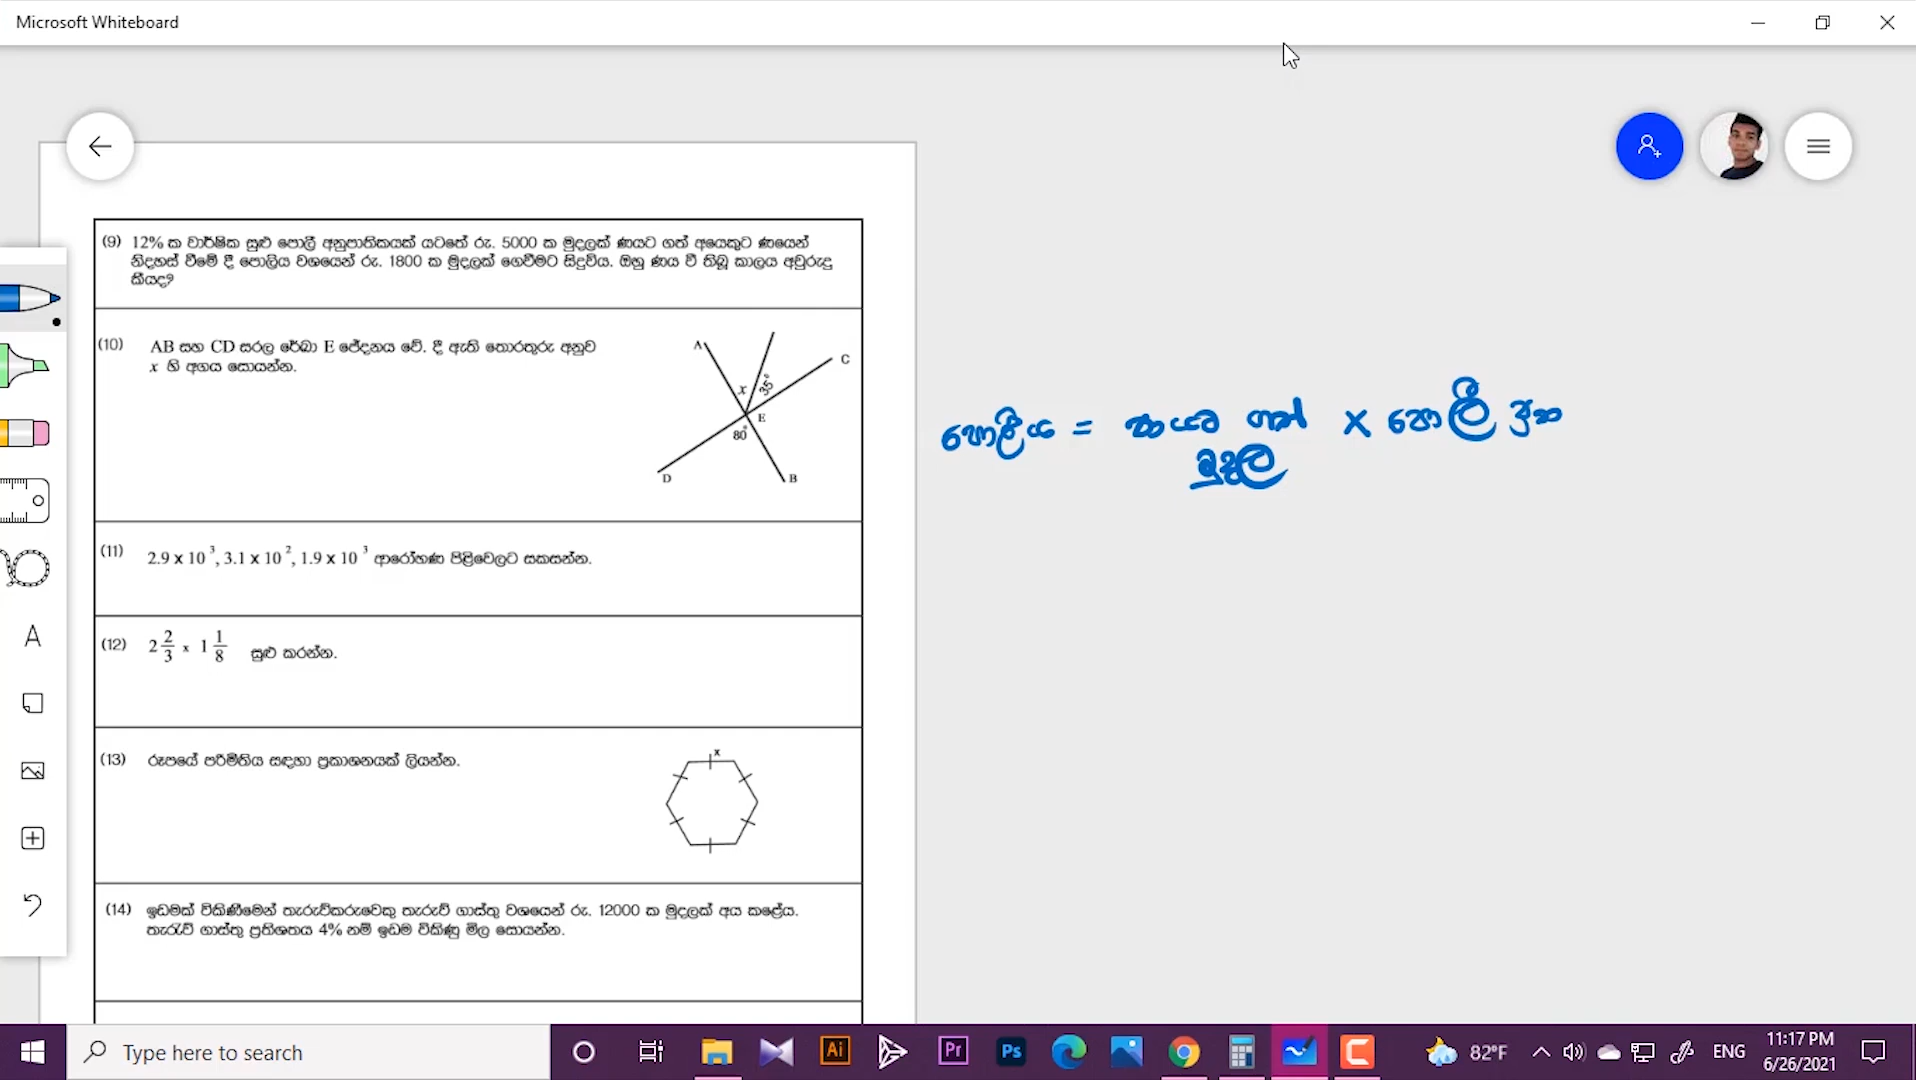 Microsoft Whiteboard
(9) 12% ක වාර්ෂික සුළු පොලී අනුපාතිකයක් යටතේ රු. 5000 ක මුදලක් ණයට ගත් අයෙකුට ණයෙන්
නිදහස් වීමේ දී පොලිය වශයෙන් රු. 1800 ක මුදලක් ගෙවීමට සිදුවිය. ඔහු ණය වී තිබූ කාලය අවුරුදු
කීයද?
(10) AB සහ CD සරල රේඛා E ඡේදනය වේ. දී ඇති තොරතුරු අනුව
x හි අගය සොයන්න.
A
C
x
35°
E
80°
D
B
පොලිය = ණයට ගත් × පොලී
මුදල
(11) 2.9 x 10³, 3.1 x 10², 1.9 x 10³ ආරෝහණ පිළිවෙලට සකසන්න.
(12) 2 2/3 x 1 1/8 සුළු කරන්න.
(13) රූපයේ පරිමිතිය සඳහා ප්‍රකාශනයක් ලියන්න.
x
(14) ඉඩමක් විකිණීමෙන් තැරුව්කරුවෙකු තැරුව් ගාස්තු වශයෙන් රු. 12000 ක මුදලක් අය කළේය.
තැරැව් ගාස්තු ප්‍රතිශතය 4% නම් ඉඩම විකිණු මිල සොයන්න.
Type here to search
Ai
Pr
Ps
82°F
ENG
11:17 PM
6/26/2021